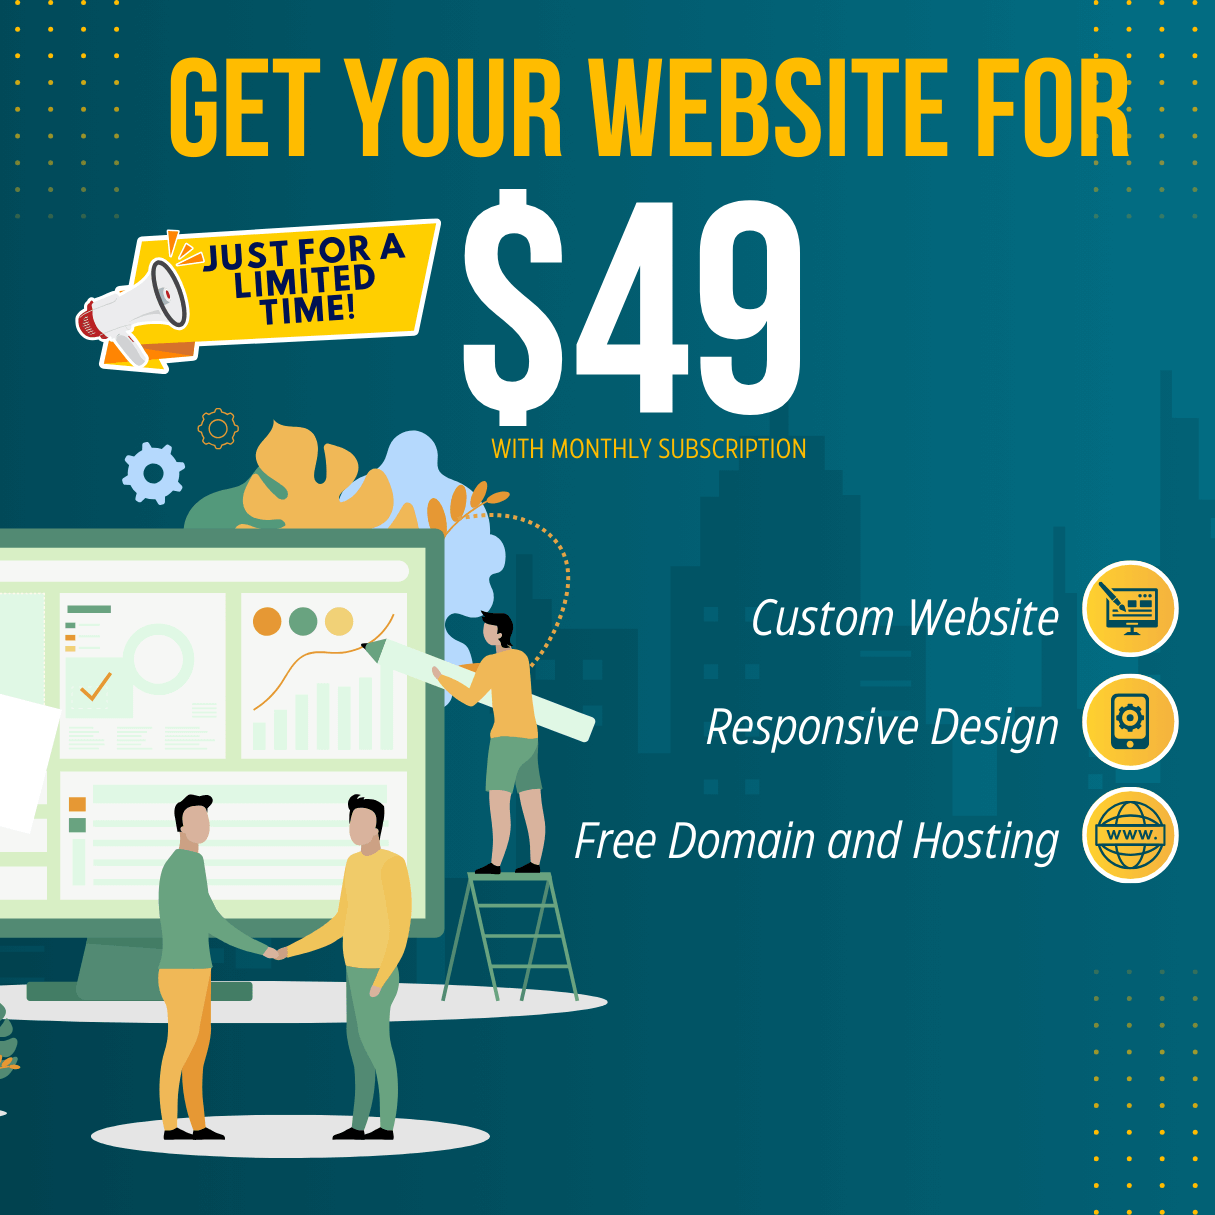 GET YOUR WEBSITE FOR
$49
JUST FOR A
LIMITED
TIME!
WITH MONTHLY SUBSCRIPTION
Custom Website
Responsive Design
Free Domain and Hosting
WWW.